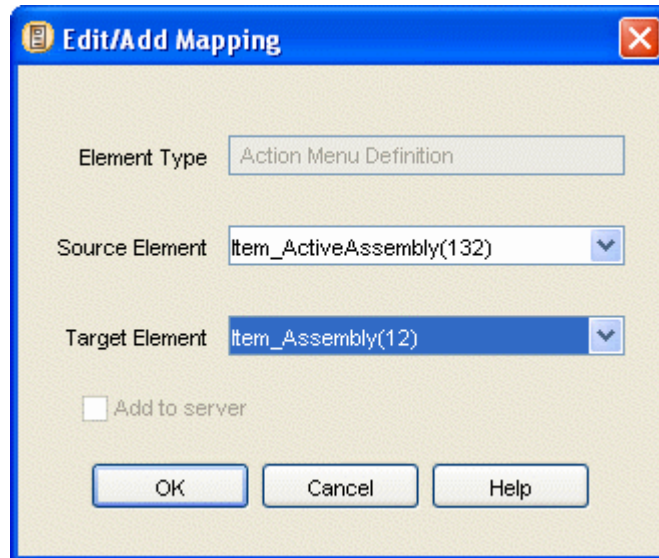 Edit/Add Mapping
Element Type Action Menu Definition
Source Element Item_ActiveAssembly(132)
Target Element Item_Assembly(12)
Add to server
OK Cancel Help